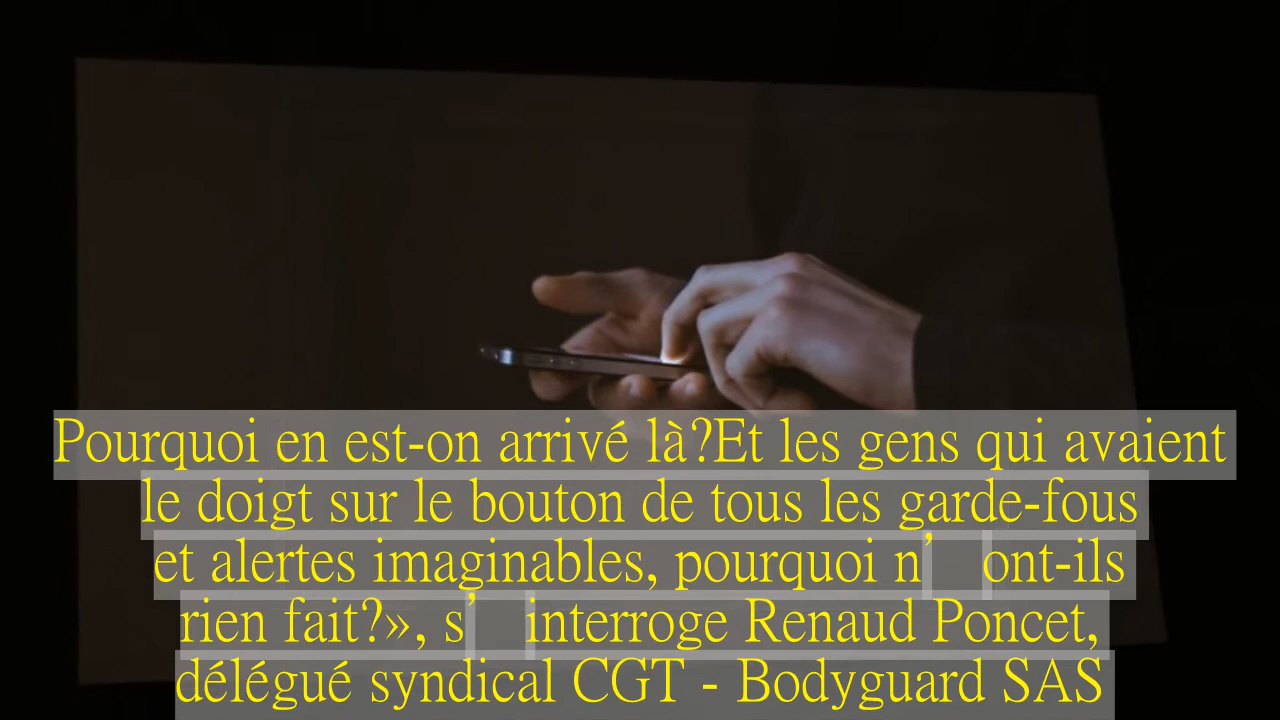 Pourquoi en est-on arrivé là?Et les gens qui avaient
le doigt sur le bouton de tous les garde-fous
et alertes imaginables, pourquoi n’ ont-ils
rien fait?», s’ interroge Renaud Poncet,
délégué syndical CGT - Bodyguard SAS